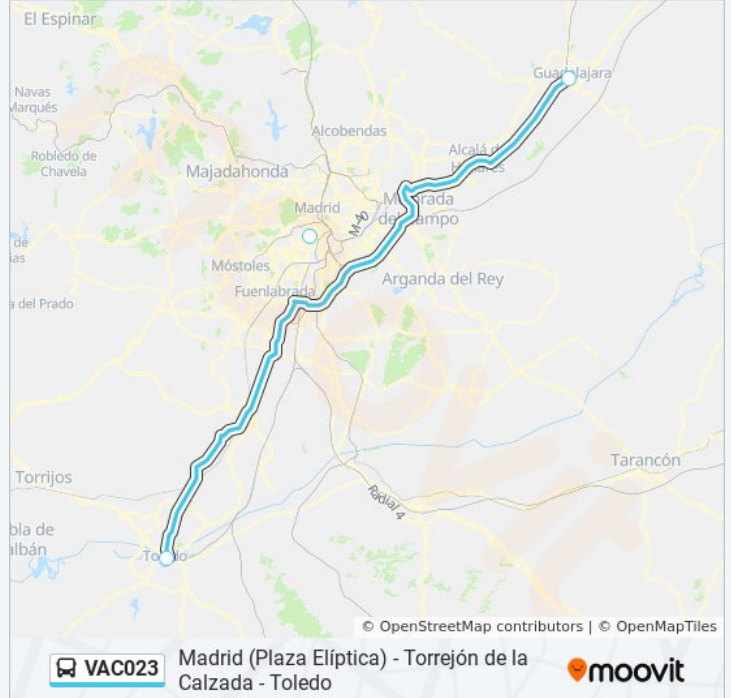 El Espinar
Guadalajara
Navas
Marqués
Alcobendas
Robledo de
Chavela
Alcalá de
Henares
Majadahonda
Madrid
M-40
Mejorada
del Campo
de
ias
Móstoles
Arganda del Rey
Fuenlabrada
a del Prado
Tarancón
Torrijos
Radial 4
bla de
albán
Toledo
© OpenStreetMap contributors | © OpenMapTiles
VAC023
Madrid (Plaza Elíptica) - Torrejón de la
Calzada - Toledo
moovit